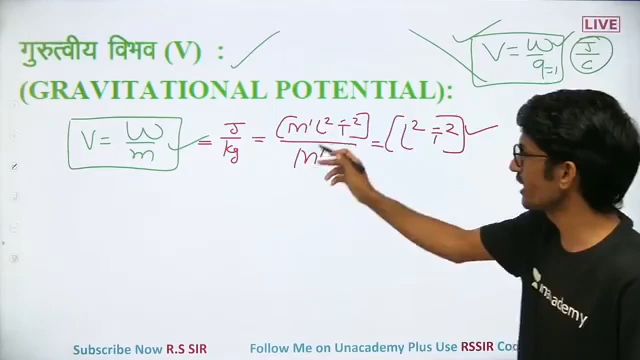 LIVE
गुरुत्वीय विभव (V) :
V = W/q=1 J/C
(GRAVITATIONAL POTENTIAL):
V = W/m = J/kg = [M¹L²T⁻²]/M¹ = [L²T⁻²]
unacademy
Subscribe Now R.S SIR Follow Me on Unacademy Plus Use RSSIR Cod